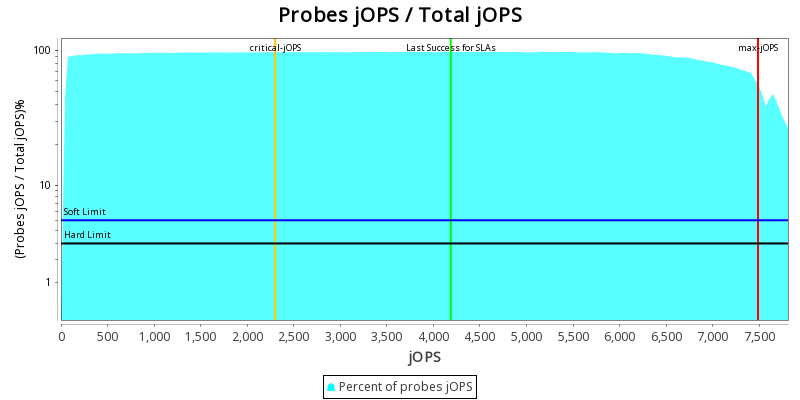 Probes jOPS / Total jOPS
(Probes jOPS / Total jOPS)%
100
10
1
critical-jOPS
Last Success for SLAs
max-jOPS
Soft Limit
Hard Limit
0 500 1,000 1,500 2,000 2,500 3,000 3,500 4,000 4,500 5,000 5,500 6,000 6,500 7,000 7,500
jOPS
Percent of probes jOPS